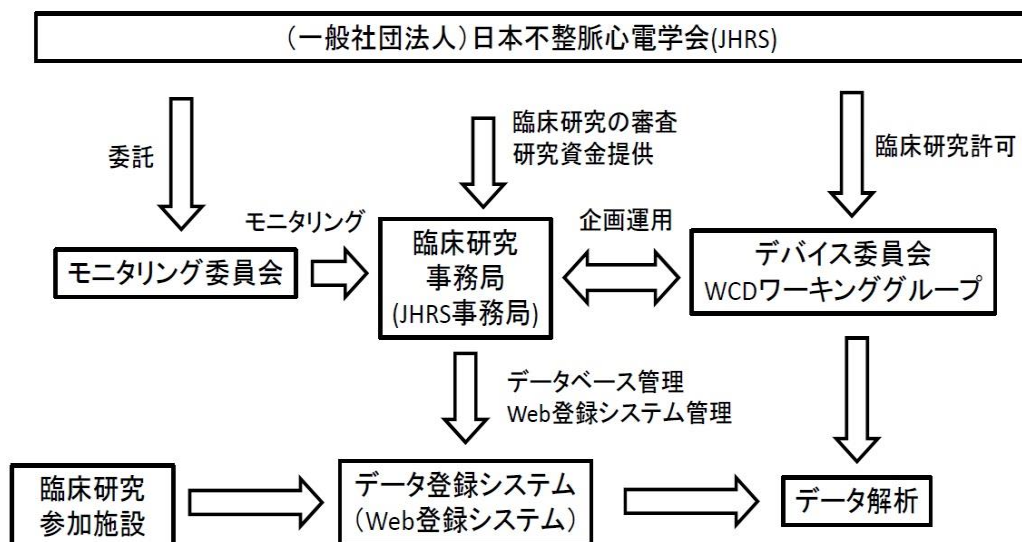 （一般社団法人）日本不整脈心電学会(JHRS)
委託
臨床研究の審査
研究資金提供
臨床研究許可
モニタリング
企画運用
モニタリング委員会
臨床研究
事務局
(JHRS事務局)
デバイス委員会
WCDワーキンググループ
データベース管理
Web登録システム管理
臨床研究
参加施設
データ登録システム
（Web登録システム）
データ解析